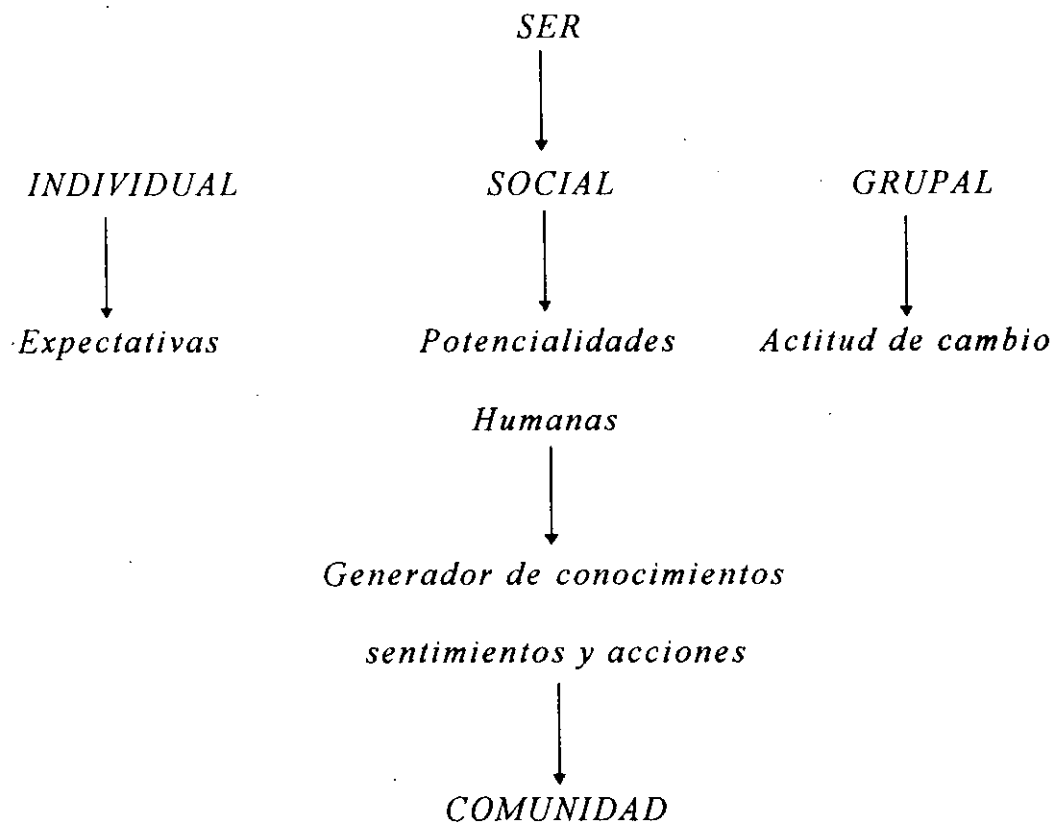 SER
INDIVIDUAL SOCIAL GRUPAL
Expectativas Potencialidades Actitud de cambio
Humanas
Generador de conocimientos
sentimientos y acciones
COMUNIDAD